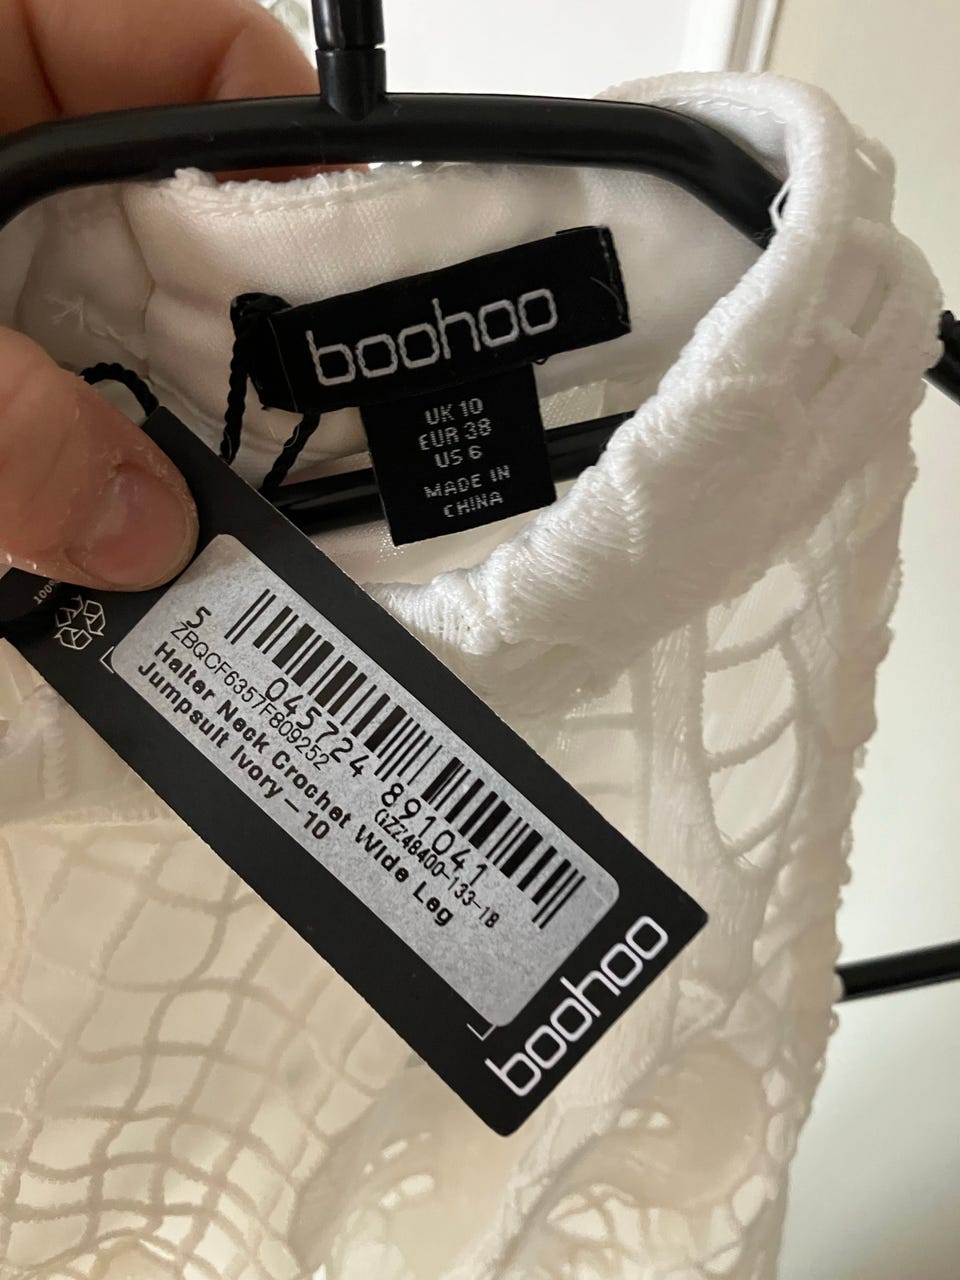 boohoo
UK 10
EUR 38
US 6
MADE IN
CHINA
100%
5 045724 891041
ZBQCF6357F809252 GZZ48400-133-18
Halter Neck Crochet Wide Leg
Jumpsuit Ivory - 10
boohoo